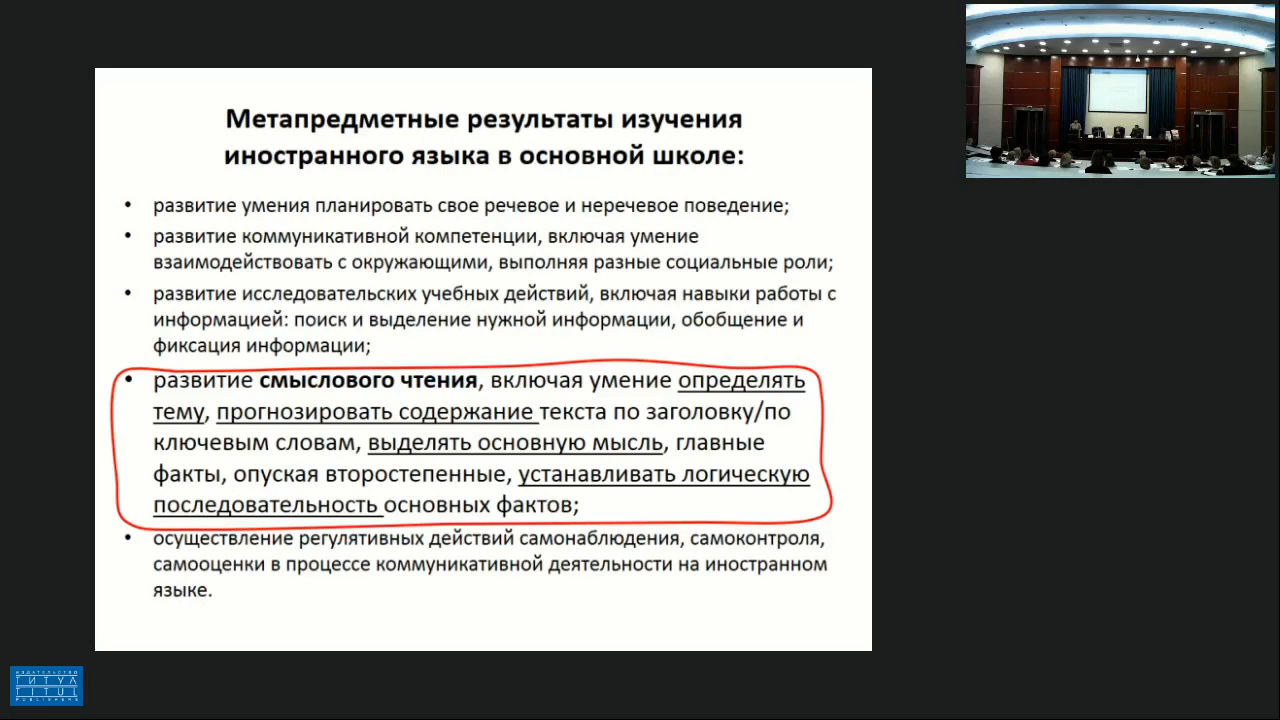 Метапредметные результаты изучения
иностранного языка в основной школе:
• развитие умения планировать свое речевое и неречевое поведение;
• развитие коммуникативной компетенции, включая умение
взаимодействовать с окружающими, выполняя разные социальные роли;
• развитие исследовательских учебных действий, включая навыки работы с
информацией: поиск и выделение нужной информации, обобщение и
фиксация информации;
• развитие смыслового чтения, включая умение определять
тему, прогнозировать содержание текста по заголовку/по
ключевым словам, выделять основную мысль, главные
факты, опуская второстепенные, устанавливать логическую
последовательность основных фактов;
• осуществление регулятивных действий самонаблюдения, самоконтроля,
самооценки в процессе коммуникативной деятельности на иностранном
языке.
ИЗДАТЕЛЬСТВО
ТИТУЛ
TITUL
PUBLISHERS